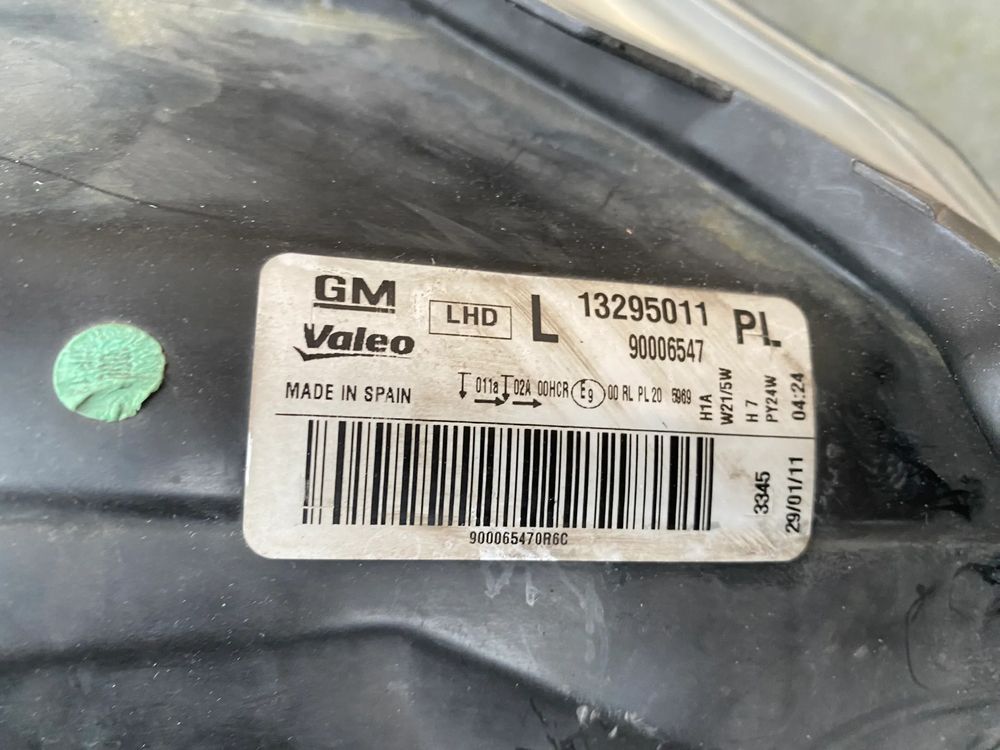 GM
Valeo
LHD
L
13295011
90006547
PL
MADE IN SPAIN
011a 02A 00HCR E9 00 RL PL 20 5969
H1A
W21/5W
H 7
PY24W
04:24
3345
29/01/11
900065470R6C